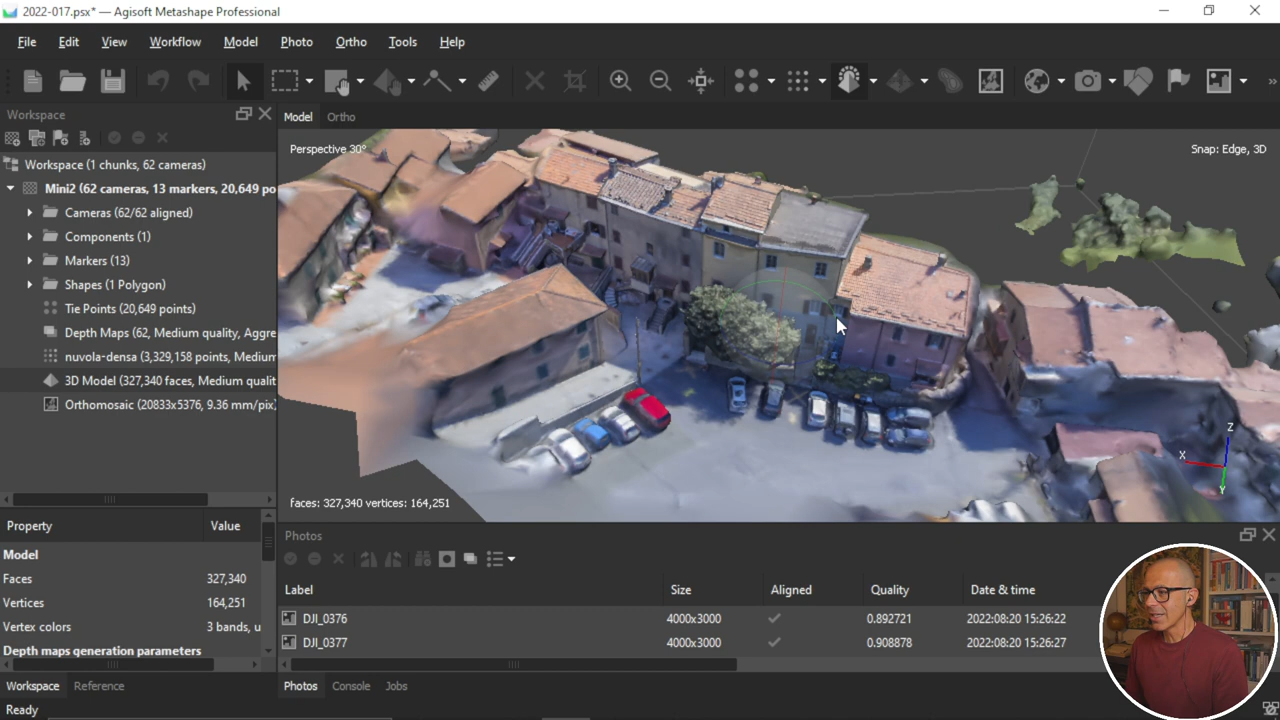 2022-017.psx* — Agisoft Metashape Professional
File Edit View Workflow Model Photo Ortho Tools Help
Workspace
Model Ortho
Perspective 30°
Snap: Edge, 3D
Workspace (1 chunks, 62 cameras)
Mini2 (62 cameras, 13 markers, 20,649 po
Cameras (62/62 aligned)
Components (1)
Markers (13)
Shapes (1 Polygon)
Tie Points (20,649 points)
Depth Maps (62, Medium quality, Aggre
nuvola-densa (3,329,158 points, Medium
3D Model (327,340 faces, Medium qualit
Orthomosaic (20833x5376, 9.36 mm/pix)
X Z Y
faces: 327,340 vertices: 164,251
Property Value
Model
Faces 327,340
Vertices 164,251
Vertex colors 3 bands, u
Depth maps generation parameters
Photos
Label Size Aligned Quality Date & time
DJI_0376 4000x3000 0.892721 2022:08:20 15:26:22
DJI_0377 4000x3000 0.908878 2022:08:20 15:26:27
Workspace Reference
Photos Console Jobs
Ready